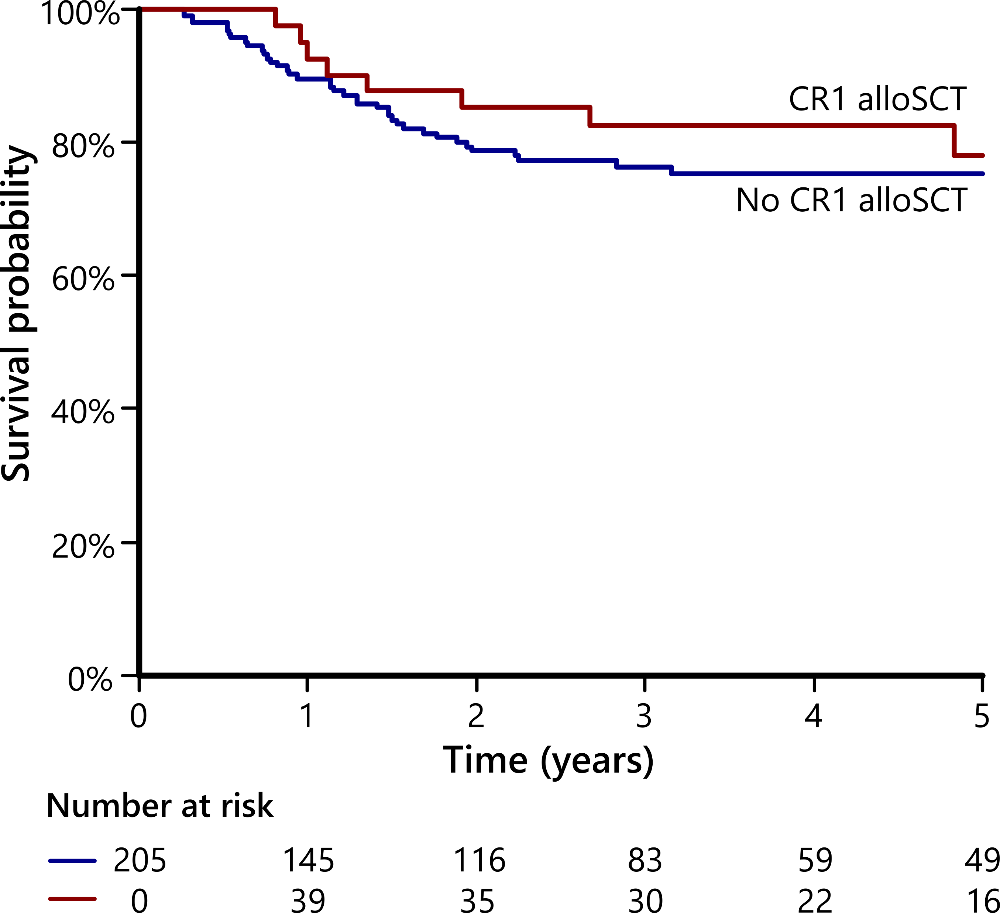 100%
80%
60%
40%
20%
0%
Survival probability
CR1 alloSCT
No CR1 alloSCT
0 1 2 3 4 5
Time (years)
Number at risk
205 145 116 83 59 49
0 39 35 30 22 16